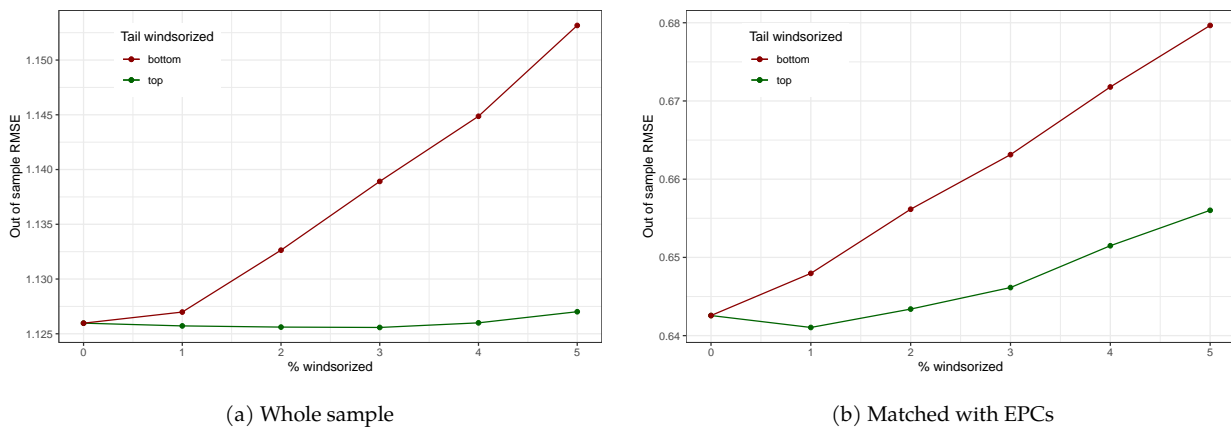 Tail windsorized
bottom
top
Out of sample RMSE
1.150
1.145
1.140
1.135
1.130
1.125
0 1 2 3 4 5
% windsorized
(a) Whole sample
Tail windsorized
bottom
top
Out of sample RMSE
0.68
0.67
0.66
0.65
0.64
0 1 2 3 4 5
% windsorized
(b) Matched with EPCs